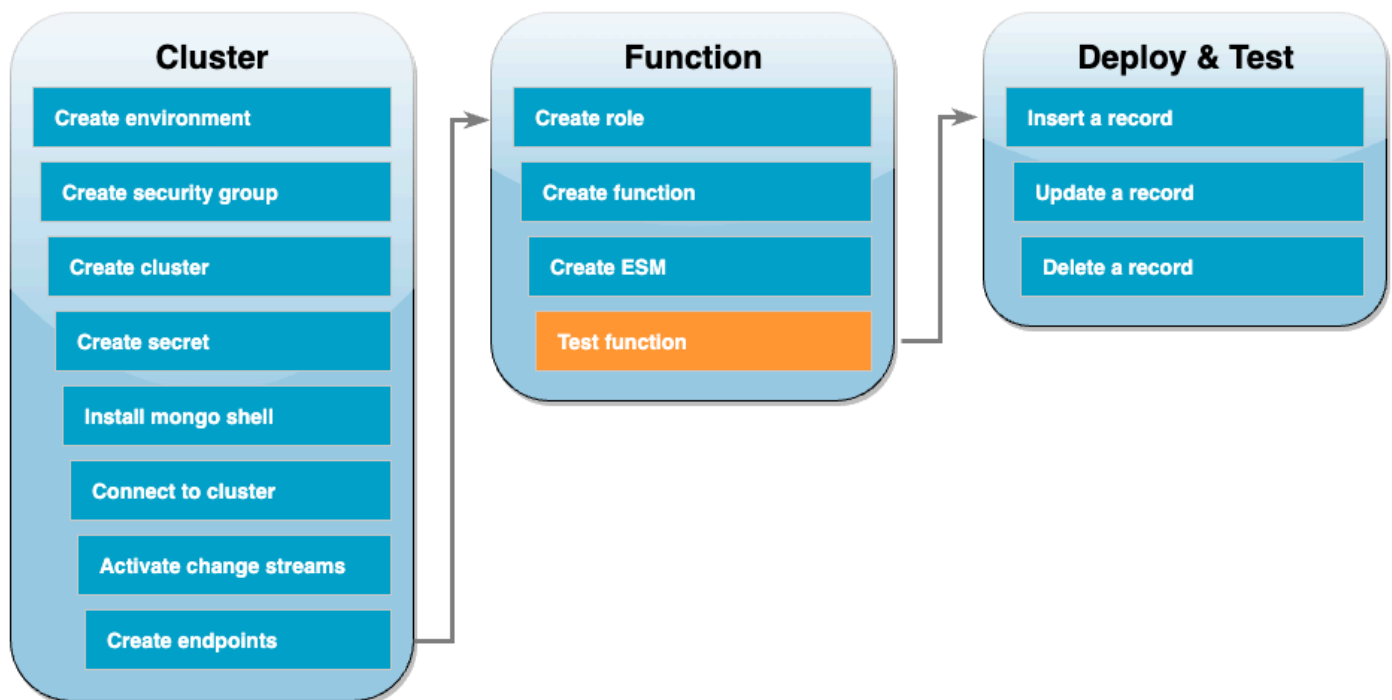 Cluster
Create environment
Create security group
Create cluster
Create secret
Install mongo shell
Connect to cluster
Activate change streams
Create endpoints
Function
Create role
Create function
Create ESM
Test function
Deploy & Test
Insert a record
Update a record
Delete a record